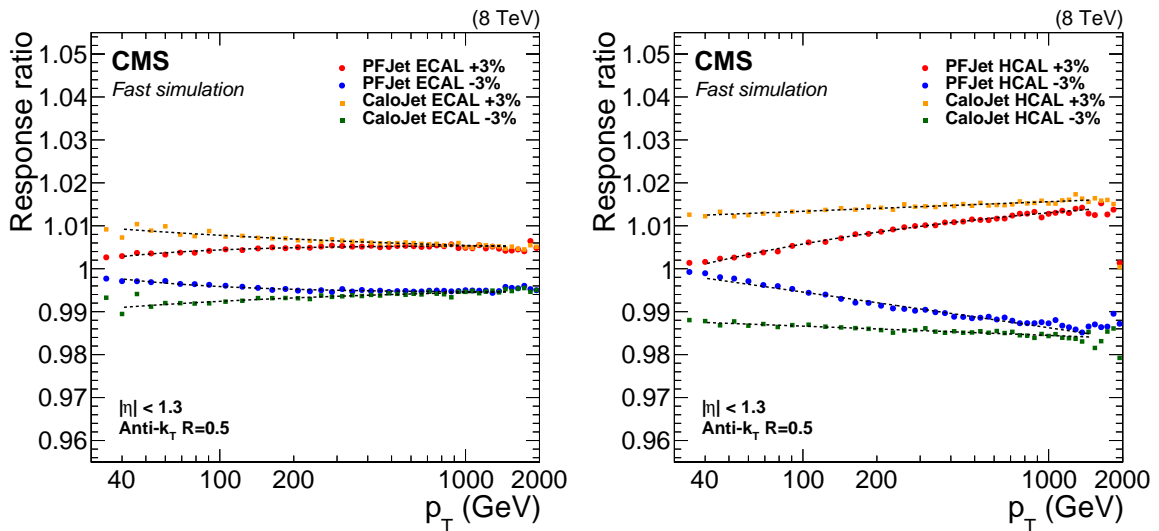 (8 TeV)
Response ratio
1.05
1.04
1.03
1.02
1.01
1
0.99
0.98
0.97
0.96
CMS
Fast simulation
PFJet ECAL +3%
PFJet ECAL -3%
CaloJet ECAL +3%
CaloJet ECAL -3%
|η| < 1.3
Anti-k_T R=0.5
40 100 200 1000 2000
p_T (GeV)
(8 TeV)
Response ratio
1.05
1.04
1.03
1.02
1.01
1
0.99
0.98
0.97
0.96
CMS
Fast simulation
PFJet HCAL +3%
PFJet HCAL -3%
CaloJet HCAL +3%
CaloJet HCAL -3%
|η| < 1.3
Anti-k_T R=0.5
40 100 200 1000 2000
p_T (GeV)